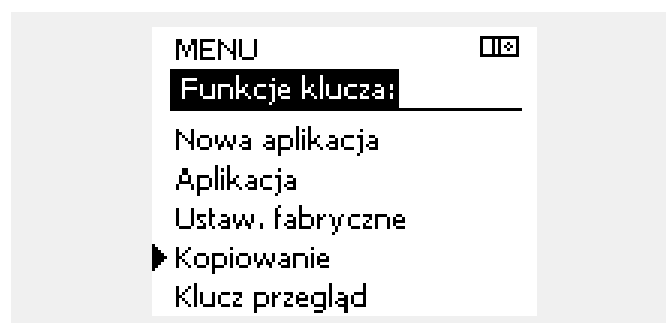 MENU
Funkcje klucza:
Nowa aplikacja
Aplikacja
Ustaw. fabryczne
Kopiowanie
Klucz przegląd